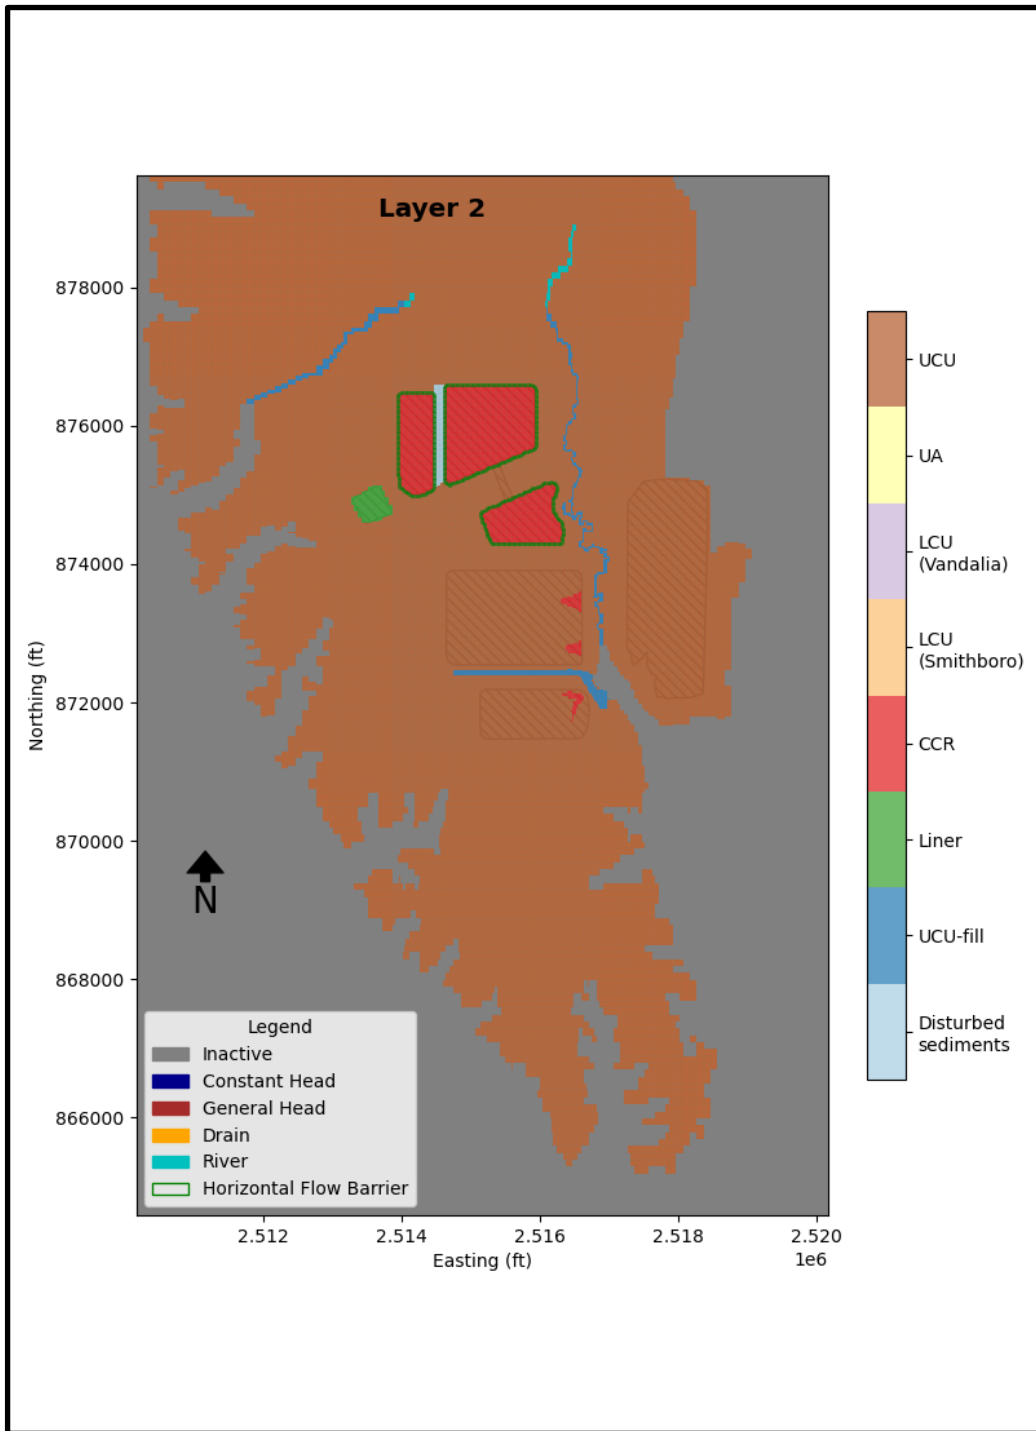 Layer 2
878000
876000
874000
872000
870000
868000
866000
Northing (ft)
N
Legend
Inactive
Constant Head
General Head
Drain
River
Horizontal Flow Barrier
2.512
2.514
2.516
2.518
2.520
1e6
Easting (ft)
UCU
UA
LCU
(Vandalia)
LCU
(Smithboro)
CCR
Liner
UCU-fill
Disturbed
sediments